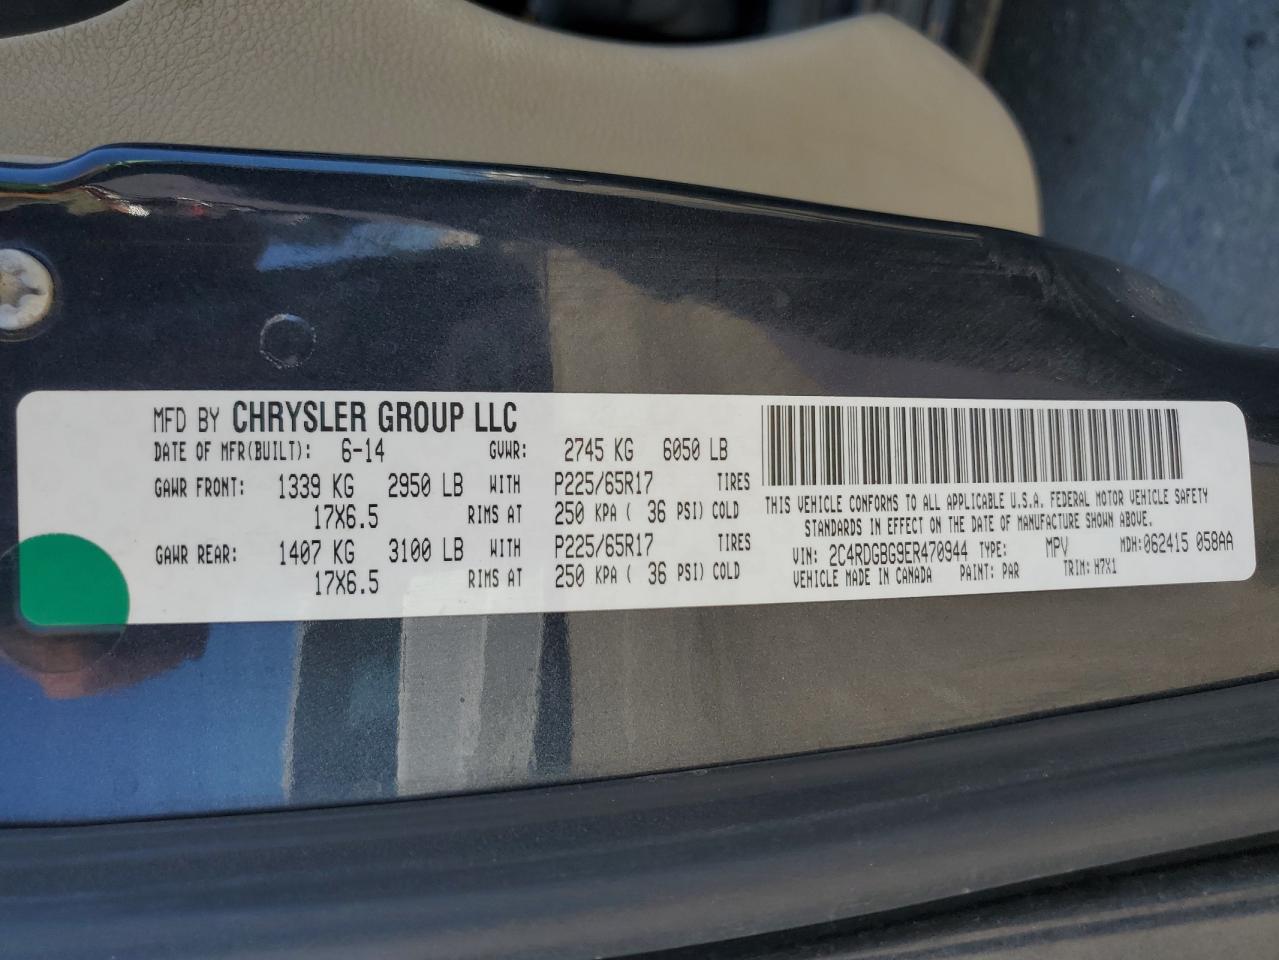 MFD BY CHRYSLER GROUP LLC
DATE OF MFR(BUILT): 6-14 GVWR: 2745 KG 6050 LB
GAWR FRONT: 1339 KG 2950 LB WITH P225/65R17 TIRES
17X6.5 RIMS AT 250 KPA ( 36 PSI) COLD
GAWR REAR: 1407 KG 3100 LB WITH P225/65R17 TIRES
17X6.5 RIMS AT 250 KPA ( 36 PSI) COLD
THIS VEHICLE CONFORMS TO ALL APPLICABLE U.S.A. FEDERAL MOTOR VEHICLE SAFETY
STANDARDS IN EFFECT ON THE DATE OF MANUFACTURE SHOWN ABOVE.
VIN: 2C4RDGBG9ER470944 TYPE: MPV MDH:062415 058AA
VEHICLE MADE IN CANADA PAINT: PAR TRIM: H7X1